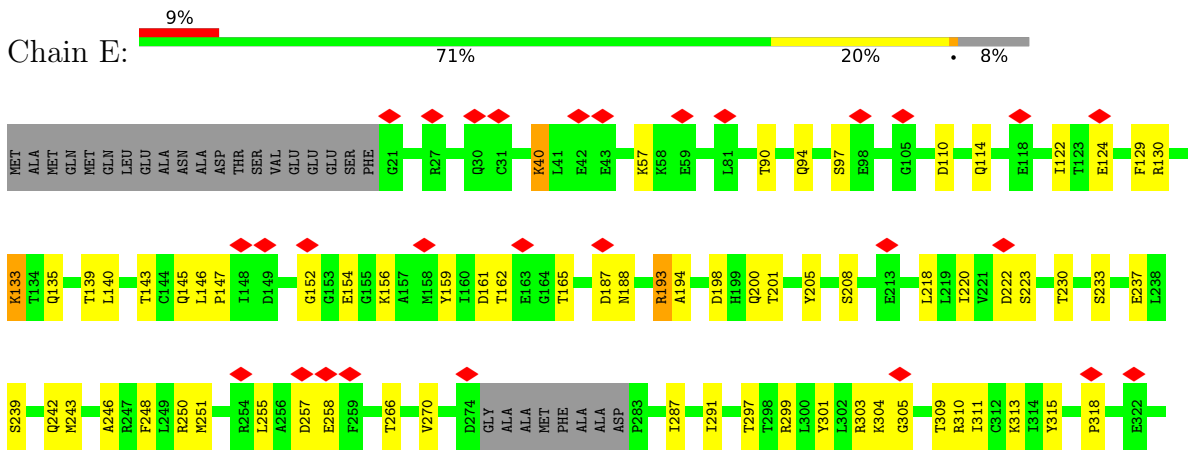 9%
Chain E:
71% 20% • 8%
MET ALA MET GLN MET GLN LEU GLU ALA ASN ALA ASP THR SER VAL GLU GLU GLU SER PHE G21 R27 Q30 C31 K40 L41 E42 E43 K57 K58 E59 L81 T90 Q94 S97 E98 G105 D110 Q114 E118 I122 T123 E124 F129 R130
K133 T134 Q135 T139 L140 T143 C144 Q145 L146 P147 I148 D149 G152 G153 E154 G155 K156 A157 M158 Y159 I160 D161 T162 E163 G164 T165 D187 N188 R193 A194 D198 H199 Q200 T201 Y205 S208 E213 L218 L219 I220 V221 D222 S223 T230 S233 E237 L238
S239 Q242 M243 A246 R247 F248 L249 R250 M251 R254 L255 A256 D257 E258 F259 T266 V270 D274 GLY ALA ALA MET PHE ALA ALA ASP P283 I287 I291 T297 T298 R299 L300 Y301 L302 R303 K304 G305 T309 R310 I311 C312 K313 I314 Y315 P318 E322